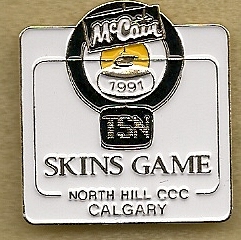 McCain
1991
TSN
SKINS GAME
NORTH HILL CCC
CALGARY